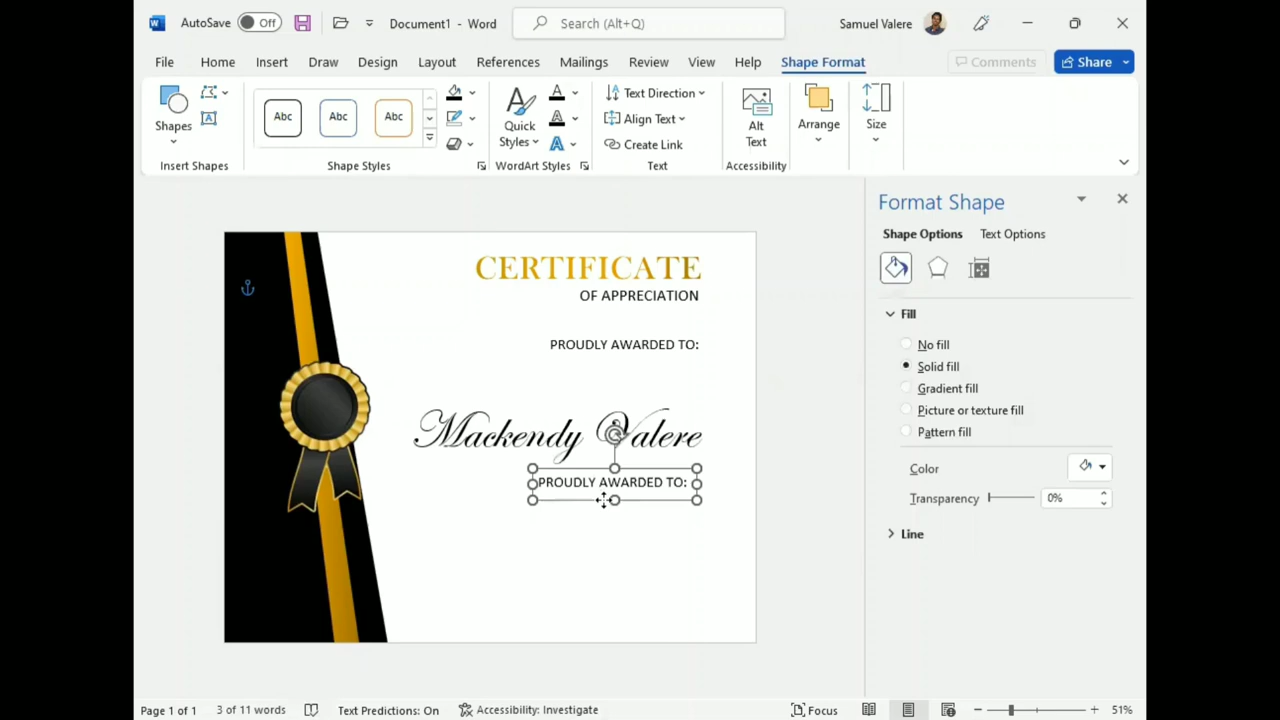 AutoSave Off Document1 - Word Search (Alt+Q) Samuel Valere
File Home Insert Draw Design Layout References Mailings Review View Help Shape Format Comments Share
Shapes
Insert Shapes
Abc Abc Abc
Shape Styles
Quick Styles
WordArt Styles
Text Direction
Align Text
Create Link
Text
Alt Text
Accessibility
Arrange
Size
Format Shape
Shape Options Text Options
Fill
No fill
Solid fill
Gradient fill
Picture or texture fill
Pattern fill
Color
Transparency 0%
Line
CERTIFICATE
OF APPRECIATION
PROUDLY AWARDED TO:
Mackendy Valere
PROUDLY AWARDED TO:
Page 1 of 1 3 of 11 words Text Predictions: On Accessibility: Investigate Focus 51%